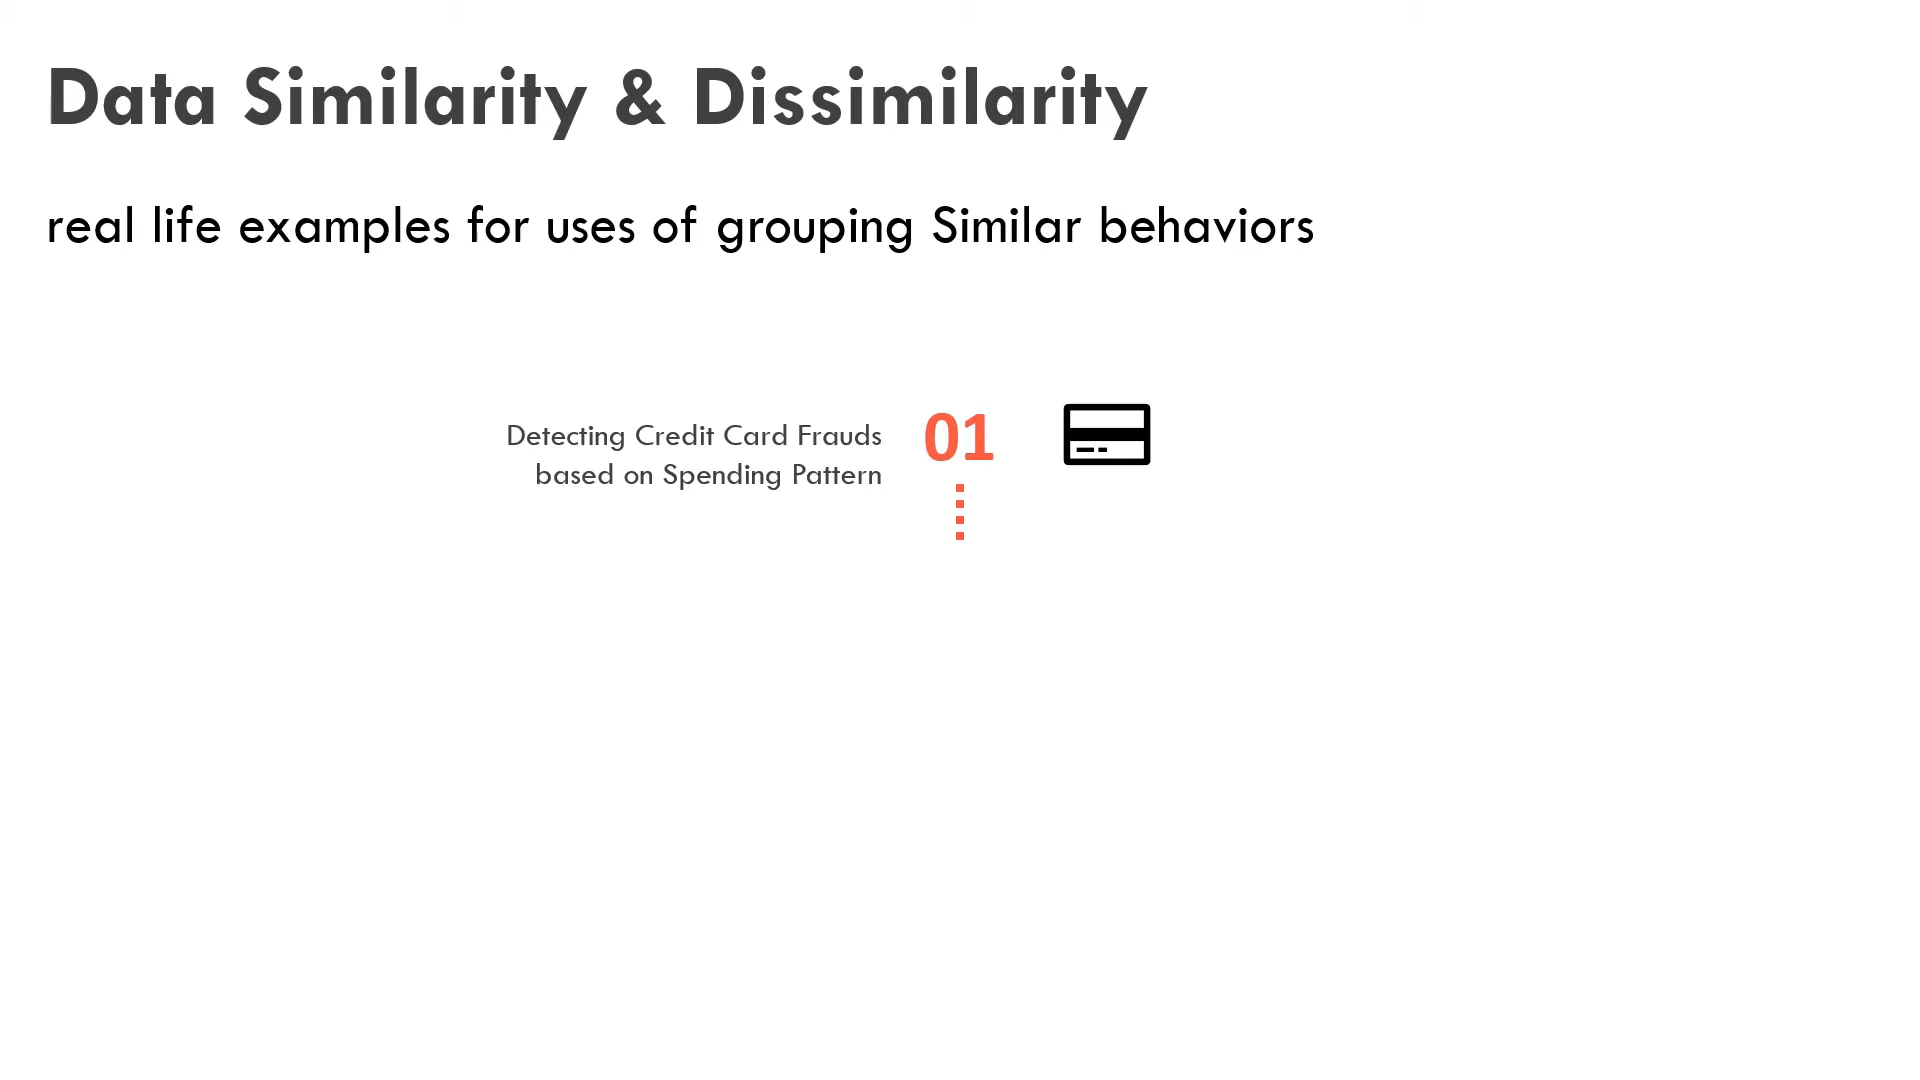 Data Similarity & Dissimilarity
real life examples for uses of grouping Similar behaviors
Detecting Credit Card Frauds
based on Spending Pattern
01